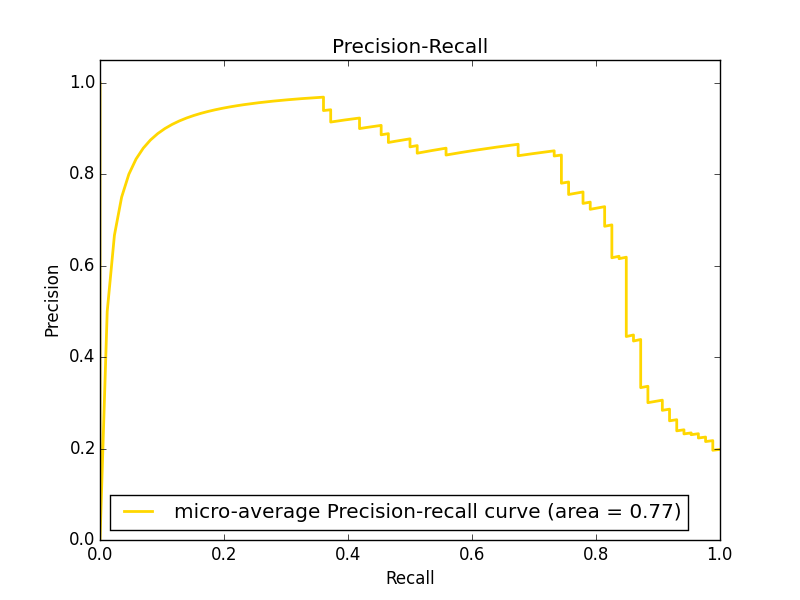 Precision-Recall
1.0
0.8
0.6
0.4
0.2
0.0
Precision
micro-average Precision-recall curve (area = 0.77)
0.0 0.2 0.4 0.6 0.8 1.0
Recall